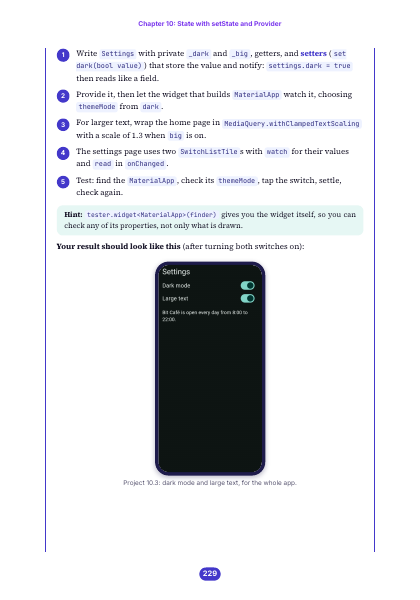 Chapter 10: State with setState and Provider
1 Write Settings with private _dark and _big, getters, and setters (set
dark(bool value)) that store the value and notify: settings.dark = true
then reads like a field.
2 Provide it, then let the widget that builds MaterialApp watch it, choosing
themeMode from dark.
3 For larger text, wrap the home page in MediaQuery.withClampedTextScaling
with a scale of 1.3 when big is on.
4 The settings page uses two SwitchListTiles with watch for their values
and read in onChanged.
5 Test: find the MaterialApp, check its themeMode, tap the switch, settle,
check again.
Hint: tester.widget<MaterialApp>(finder) gives you the widget itself, so you can
check any of its properties, not only what is drawn.
Your result should look like this (after turning both switches on):
Settings
Dark mode
Large text
Bit Café is open every day from 8:00 to
22:00.
Project 10.3: dark mode and large text, for the whole app.
229